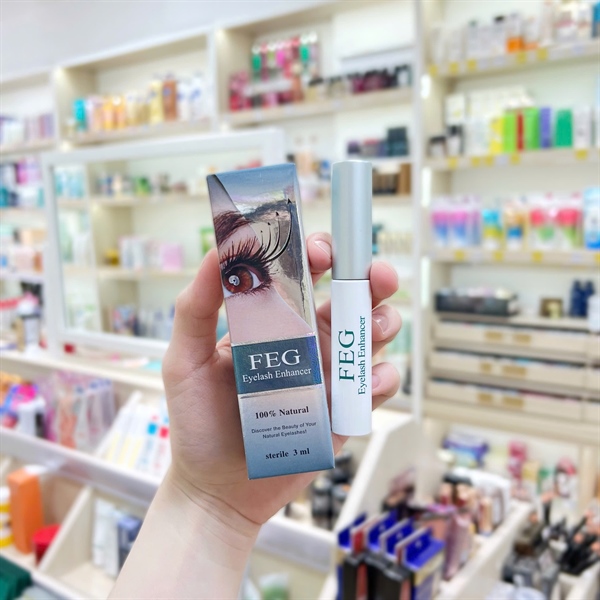 FEG
Eyelash Enhancer
100% Natural
Discover the Beauty of Your
Natural Eyelashes!
sterile 3 ml
FEG
Eyelash Enhancer